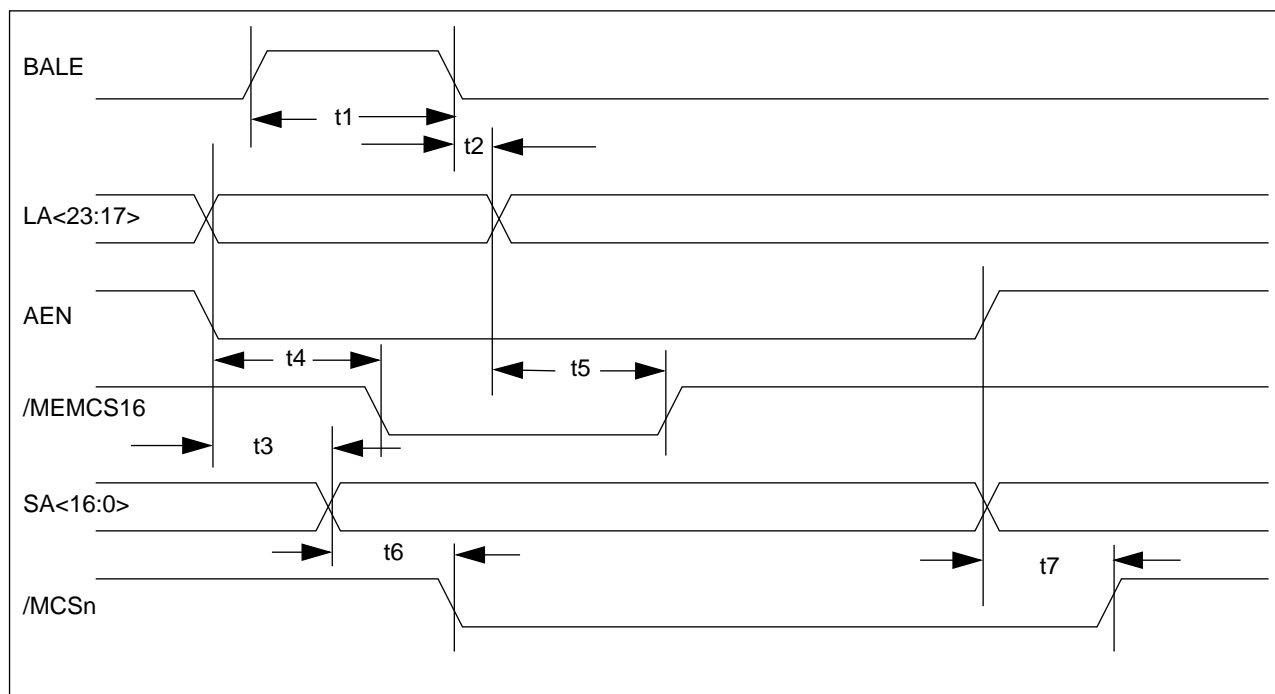 BALE
t1
t2
LA<23:17>
AEN
t4
t5
/MEMCS16
t3
SA<16:0>
t6
t7
/MCSn